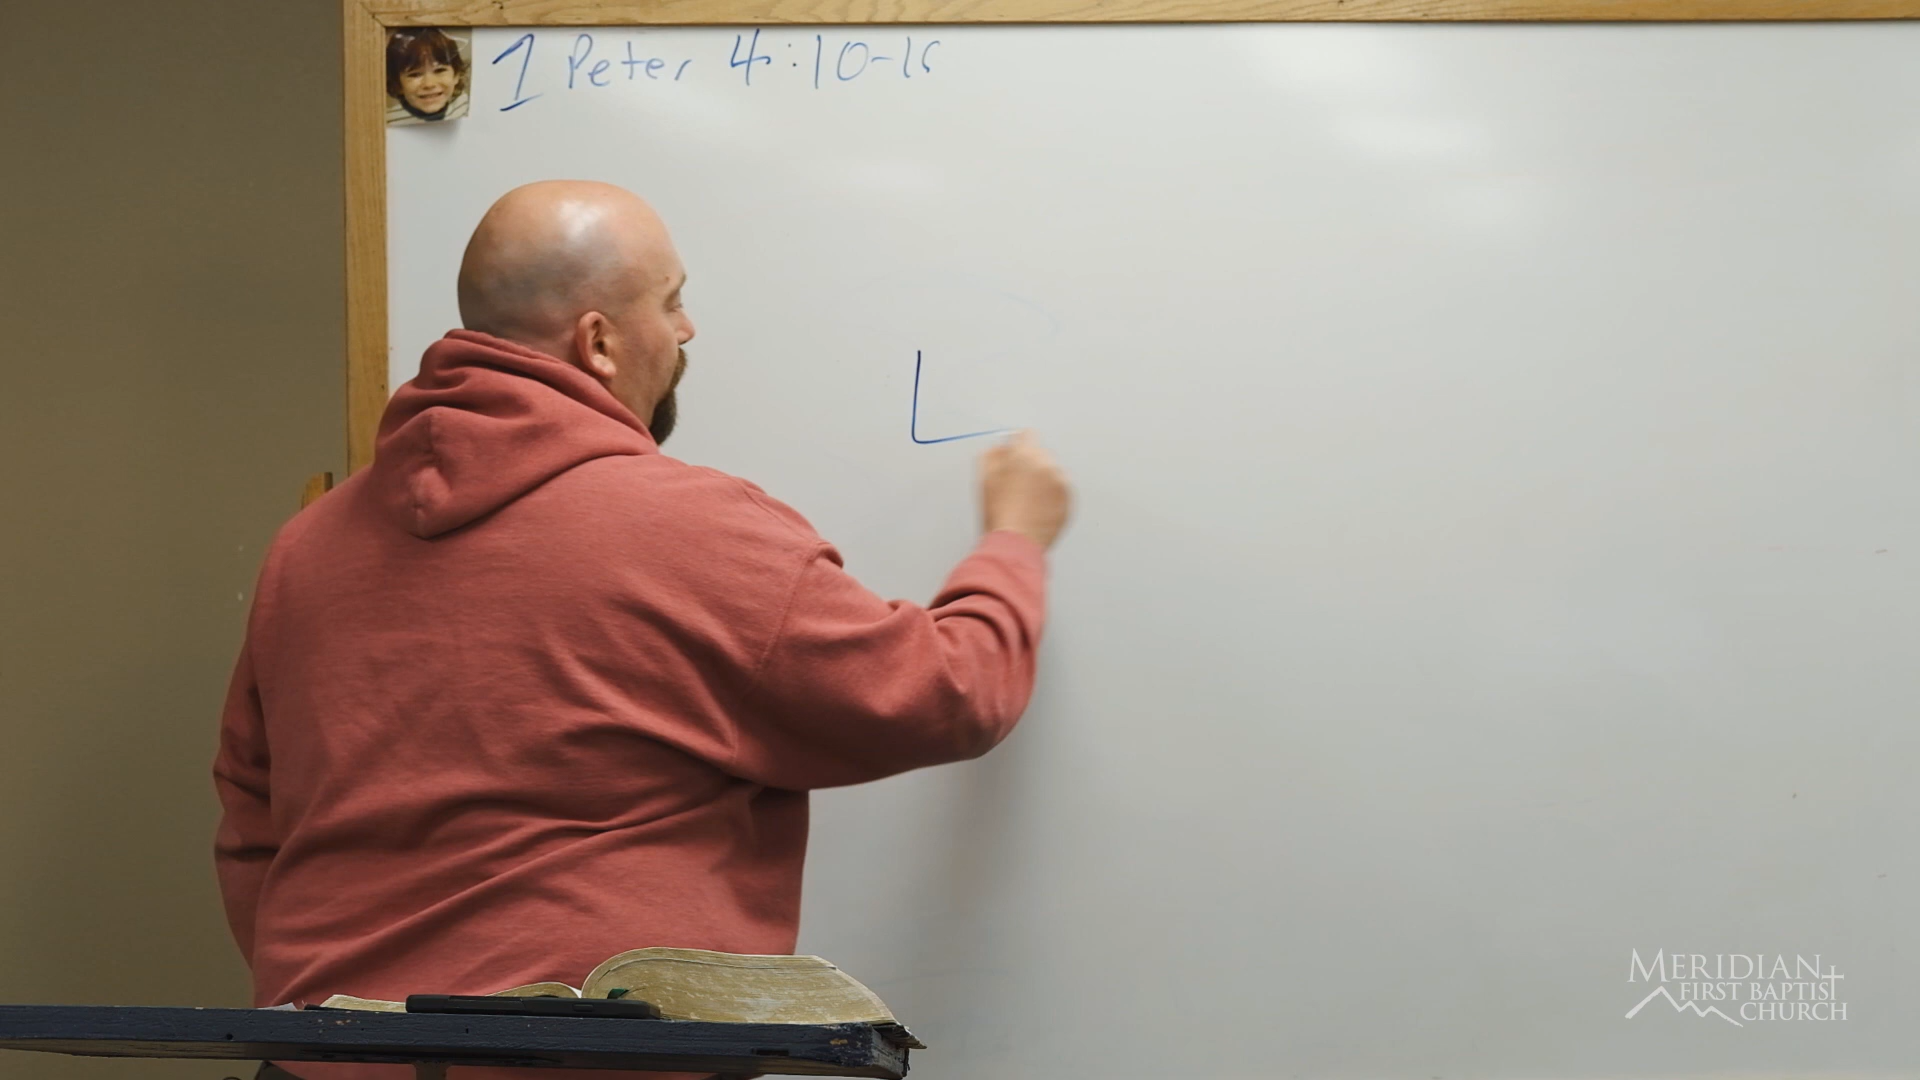 1 Peter 4:10-16
L
MERIDIAN
FIRST BAPTIST
CHURCH